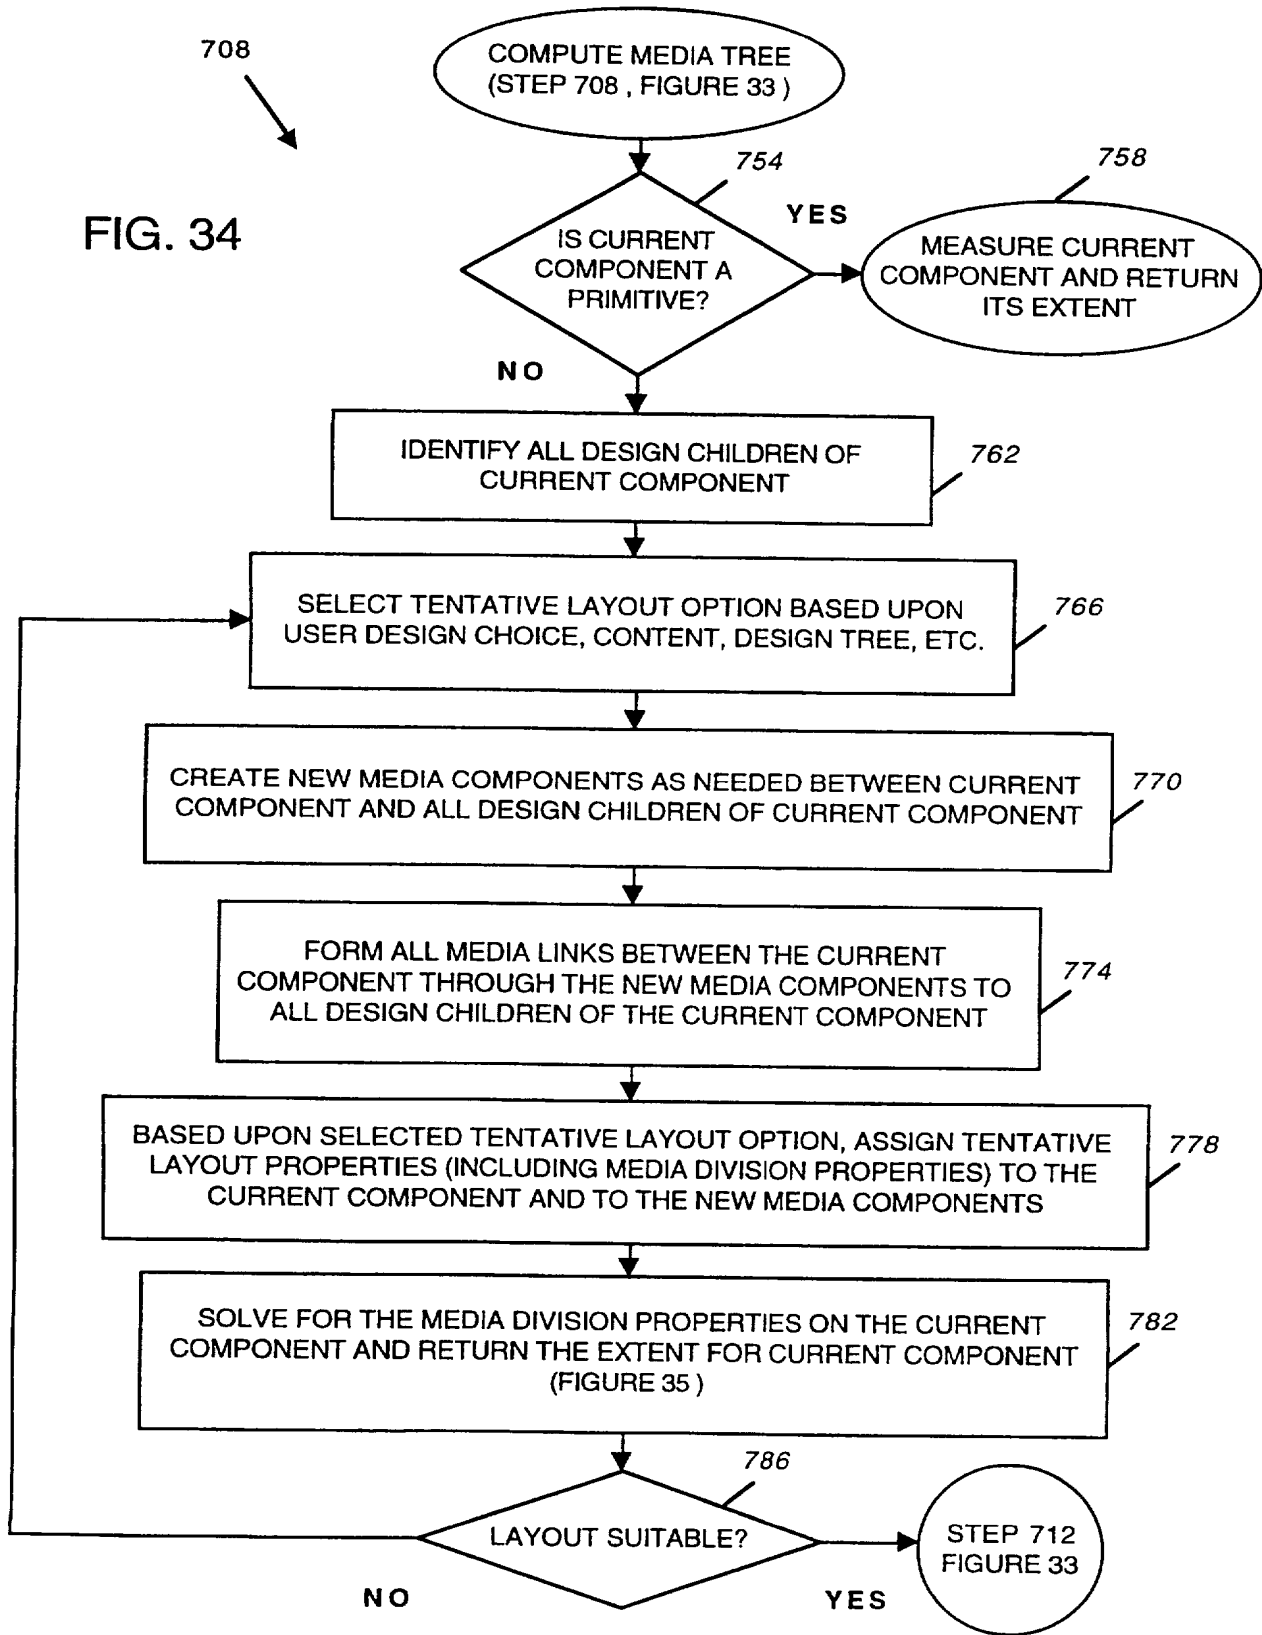 708
COMPUTE MEDIA TREE
(STEP 708 , FIGURE 33 )
754
758
FIG. 34
YES
IS CURRENT
COMPONENT A
PRIMITIVE?
MEASURE CURRENT
COMPONENT AND RETURN
ITS EXTENT
NO
IDENTIFY ALL DESIGN CHILDREN OF
CURRENT COMPONENT
762
SELECT TENTATIVE LAYOUT OPTION BASED UPON
USER DESIGN CHOICE, CONTENT, DESIGN TREE, ETC.
766
CREATE NEW MEDIA COMPONENTS AS NEEDED BETWEEN CURRENT
COMPONENT AND ALL DESIGN CHILDREN OF CURRENT COMPONENT
770
FORM ALL MEDIA LINKS BETWEEN THE CURRENT
COMPONENT THROUGH THE NEW MEDIA COMPONENTS TO
ALL DESIGN CHILDREN OF THE CURRENT COMPONENT
774
BASED UPON SELECTED TENTATIVE LAYOUT OPTION, ASSIGN TENTATIVE
LAYOUT PROPERTIES (INCLUDING MEDIA DIVISION PROPERTIES) TO THE
CURRENT COMPONENT AND TO THE NEW MEDIA COMPONENTS
778
SOLVE FOR THE MEDIA DIVISION PROPERTIES ON THE CURRENT
COMPONENT AND RETURN THE EXTENT FOR CURRENT COMPONENT
(FIGURE 35 )
782
786
LAYOUT SUITABLE?
STEP 712
FIGURE 33
NO
YES